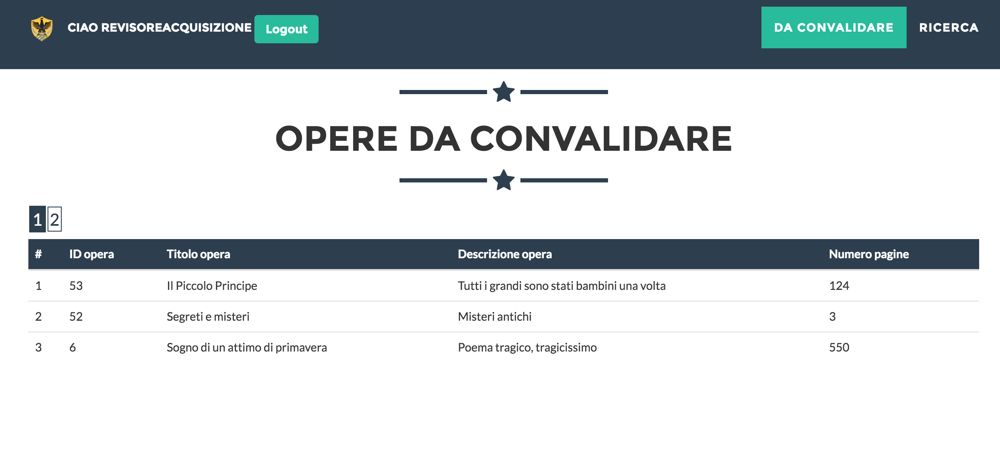 CIAO REVISOREACQUISIZIONE Logout DA CONVALIDARE RICERCA
OPERE DA CONVALIDARE
1 2
# ID opera Titolo opera Descrizione opera Numero pagine
1 53 Il Piccolo Principe Tutti i grandi sono stati bambini una volta 124
2 52 Segreti e misteri Misteri antichi 3
3 6 Sogno di un attimo di primavera Poema tragico, tragicissimo 550